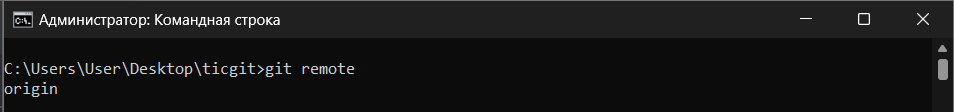 Администратор: Командная строка
C:\Users\User\Desktop\ticgit>git remote
origin